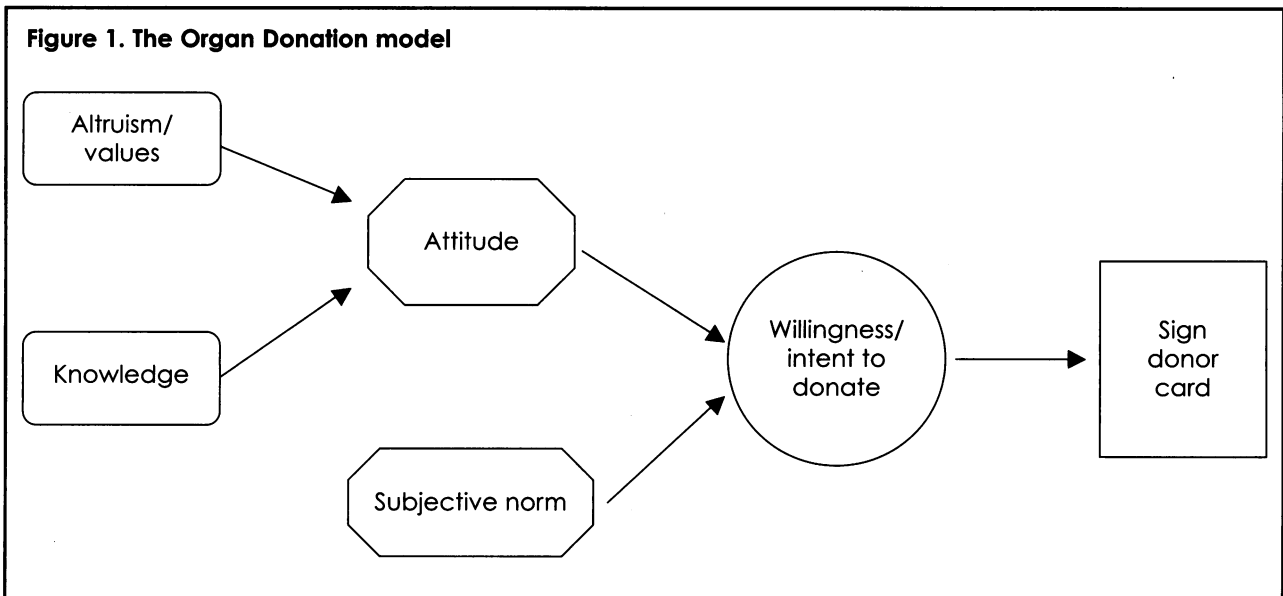 Figure 1. The Organ Donation model
Altruism/
values
Attitude
Knowledge
Willingness/
intent to
donate
Sign
donor
card
Subjective norm